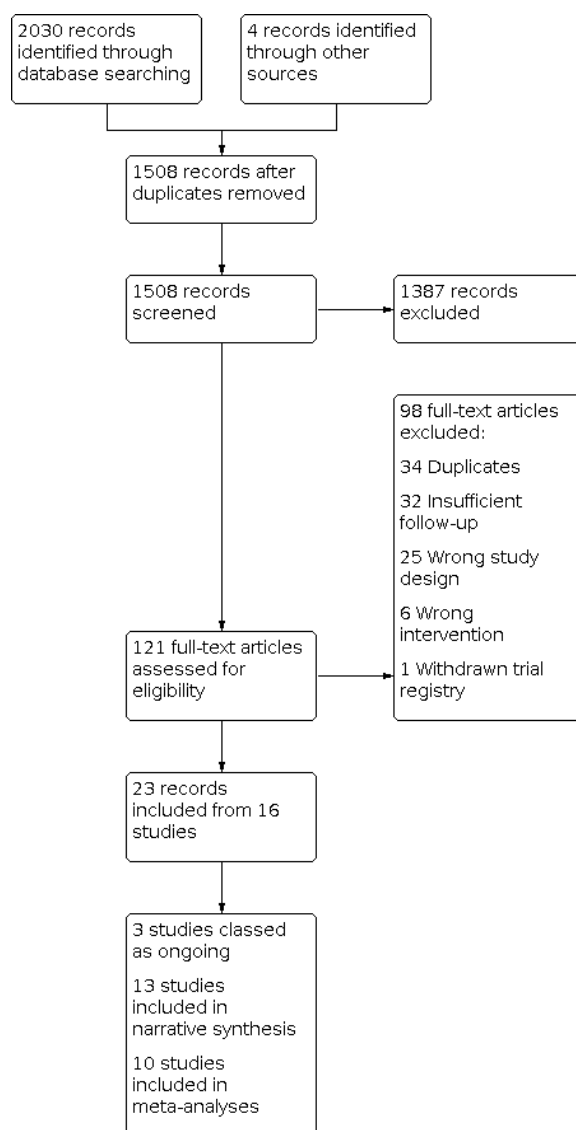 2030 records
identified through
database searching
4 records identified
through other
sources
1508 records after
duplicates removed
1508 records
screened
1387 records
excluded
98 full-text articles
excluded:
34 Duplicates
32 Insufficient
follow-up
25 Wrong study
design
6 Wrong
intervention
1 Withdrawn trial
registry
121 full-text articles
assessed for
eligibility
23 records
included from 16
studies
3 studies classed
as ongoing
13 studies
included in
narrative synthesis
10 studies
included in
meta-analyses